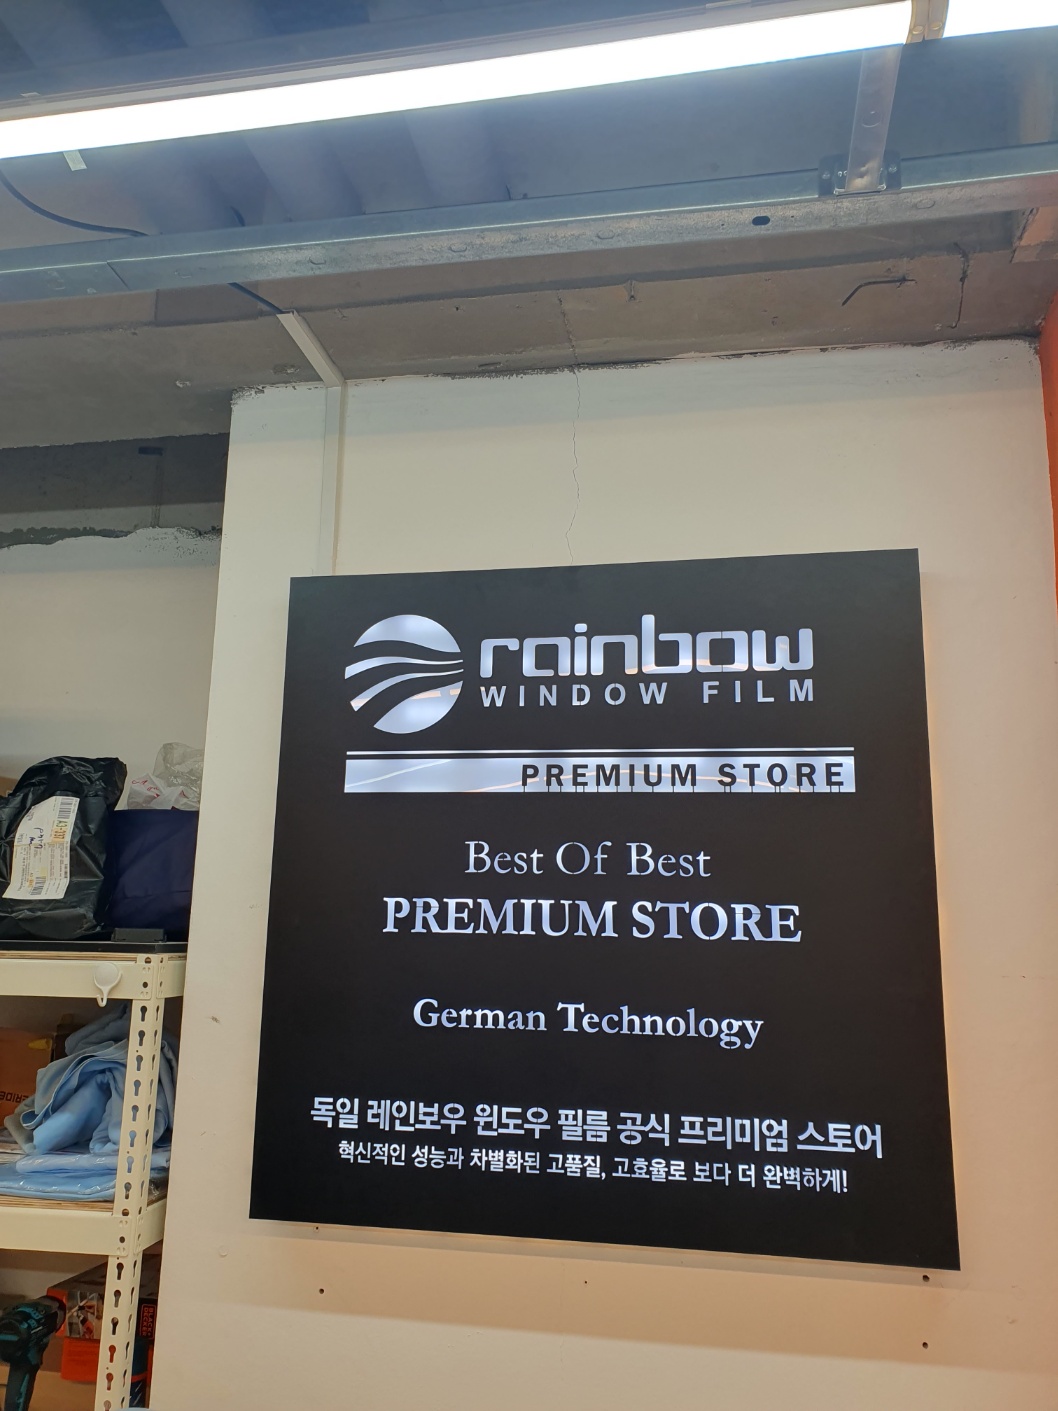 rainbow
WINDOW FILM
PREMIUM STORE
Best Of Best
PREMIUM STORE
German Technology
독일 레인보우 윈도우 필름 공식 프리미엄 스토어
혁신적인 성능과 차별화된 고품질, 고효율로 보다 더 완벽하게!
BLACK+
DECKER